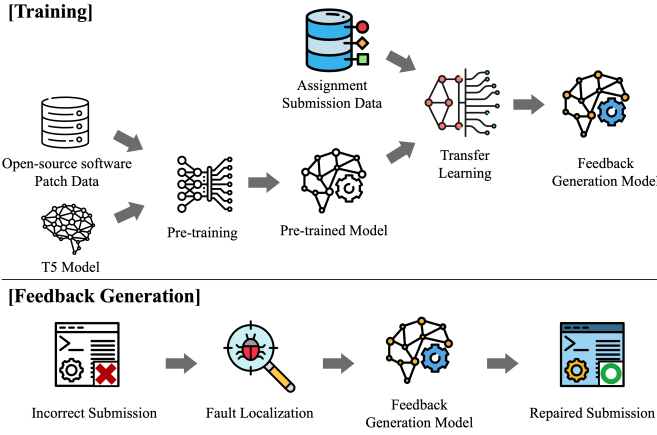 [Training]
Assignment
Submission Data
Open-source software
Patch Data
Transfer
Learning
Feedback
Generation Model
Pre-training
Pre-trained Model
T5 Model
[Feedback Generation]
Incorrect Submission
Fault Localization
Feedback
Generation Model
Repaired Submission